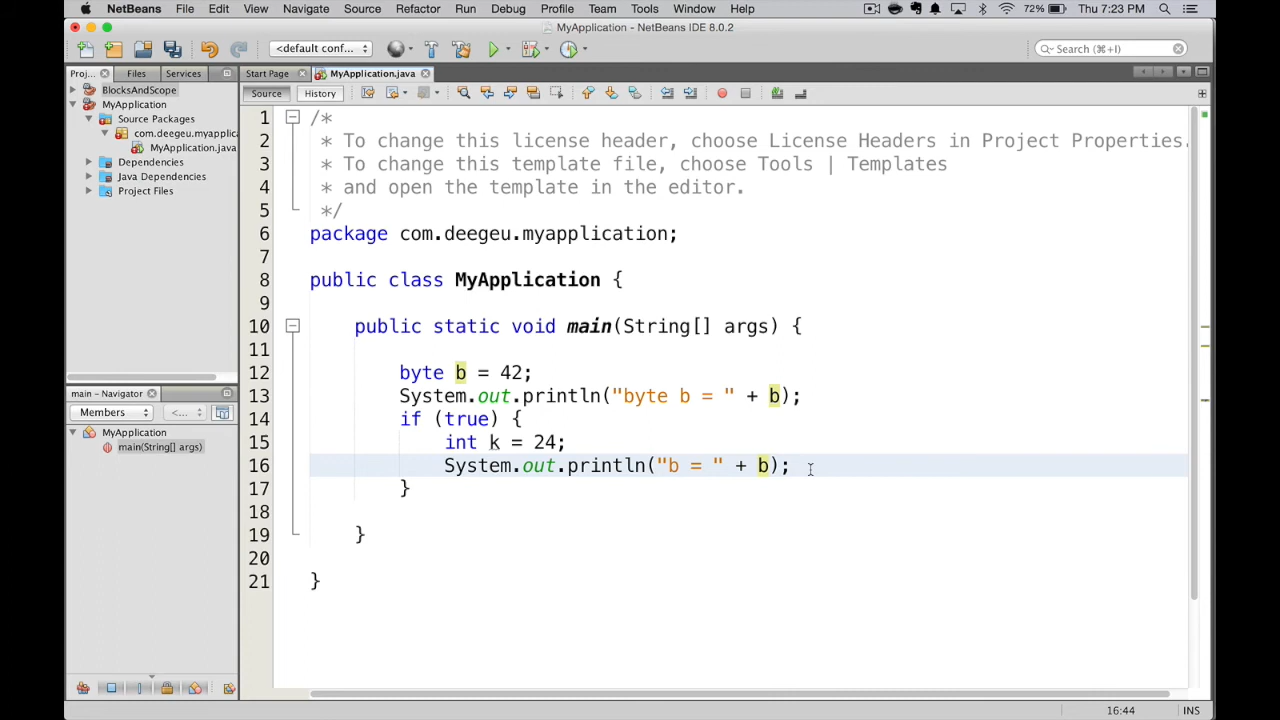 NetBeans File Edit View Navigate Source Refactor Run Debug Profile Team Tools Window Help 72% Thu 7:23 PM
MyApplication - NetBeans IDE 8.0.2
<default conf... Search (⌘+I)
Proj... Files Services Start Page MyApplication.java
Source History
BlocksAndScope
MyApplication
Source Packages
com.deegeu.myapplica
MyApplication.java
Dependencies
Java Dependencies
Project Files
main - Navigator
Members <...
MyApplication
main(String[] args)
1 /*
2 * To change this license header, choose License Headers in Project Properties.
3 * To change this template file, choose Tools | Templates
4 * and open the template in the editor.
5 */
6 package com.deegeu.myapplication;
7
8 public class MyApplication {
9
10 public static void main(String[] args) {
11
12 byte b = 42;
13 System.out.println("byte b = " + b);
14 if (true) {
15 int k = 24;
16 System.out.println("b = " + b);
17 }
18
19 }
20
21 }
16:44 INS